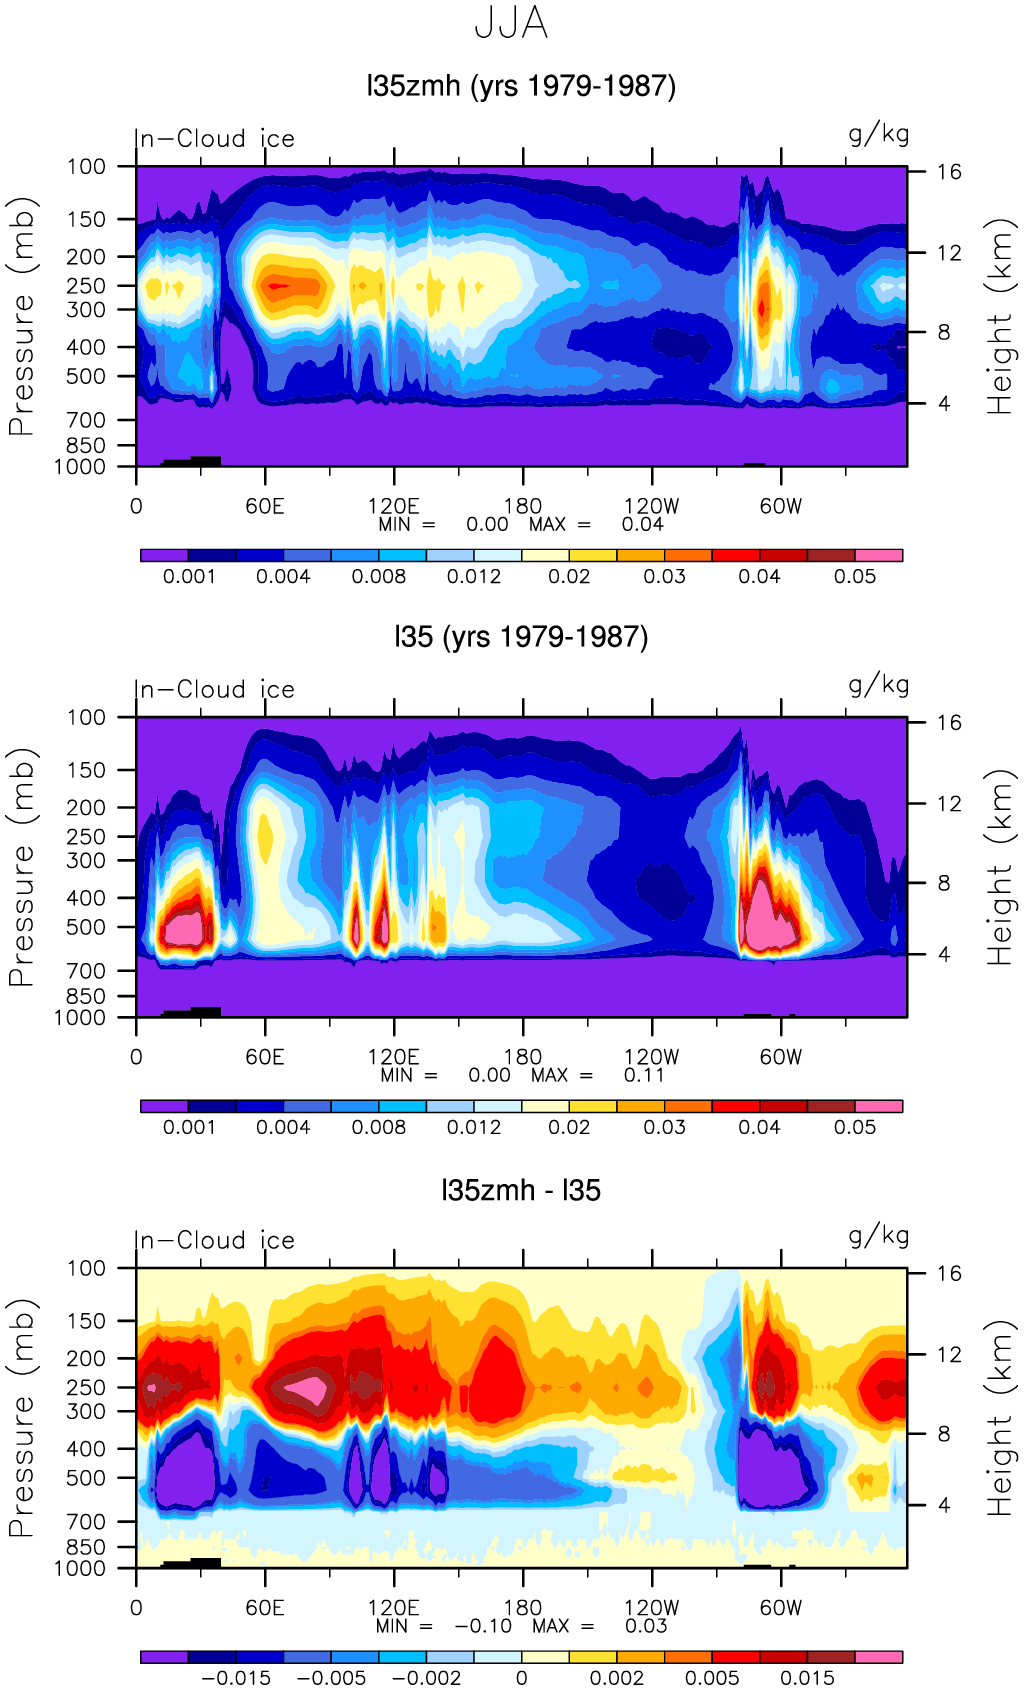 JJA
l35zmh (yrs 1979-1987)
In-Cloud ice g/kg
Pressure (mb)
100
150
200
250
300
400
500
700
850
1000
16
12
8
4
Height (km)
0 60E 120E 180 120W 60W
MIN = 0.00 MAX = 0.04
0.001 0.004 0.008 0.012 0.02 0.03 0.04 0.05
l35 (yrs 1979-1987)
In-Cloud ice g/kg
Pressure (mb)
100
150
200
250
300
400
500
700
850
1000
16
12
8
4
Height (km)
0 60E 120E 180 120W 60W
MIN = 0.00 MAX = 0.11
0.001 0.004 0.008 0.012 0.02 0.03 0.04 0.05
l35zmh - l35
In-Cloud ice g/kg
Pressure (mb)
100
150
200
250
300
400
500
700
850
1000
16
12
8
4
Height (km)
0 60E 120E 180 120W 60W
MIN = -0.10 MAX = 0.03
-0.015 -0.005 -0.002 0 0.002 0.005 0.015